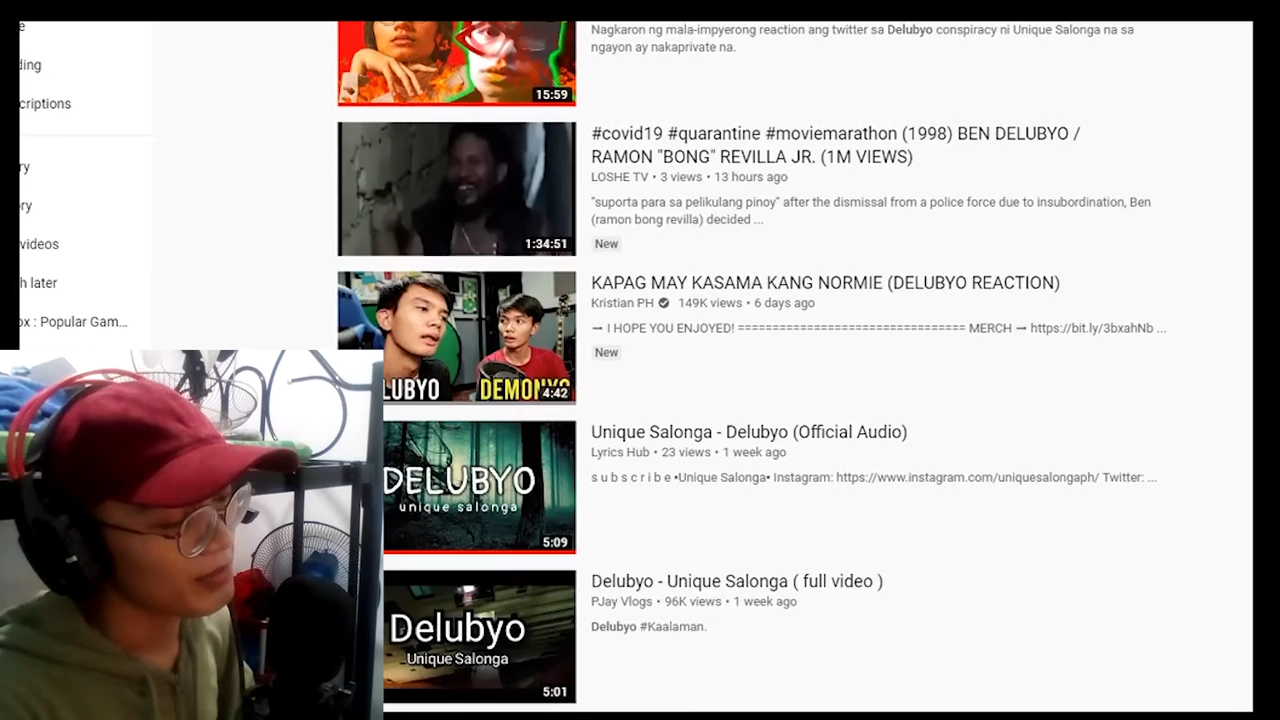 e
Nagkaron ng mala-impyerong reaction ang twitter sa Delubyo conspiracy ni Unique Salonga na sa
ngayon ay nakaprivate na.
ding
15:59
criptions
#covid19 #quarantine #moviemarathon (1998) BEN DELUBYO /
RAMON "BONG" REVILLA JR. (1M VIEWS)
ry
LOSHE TV • 3 views • 13 hours ago
"suporta para sa pelikulang pinoy" after the dismissal from a police force due to insubordination, Ben
ry
(ramon bong revilla) decided ...
videos
1:34:51
New
h later
KAPAG MAY KASAMA KANG NORMIE (DELUBYO REACTION)
Kristian PH 149K views • 6 days ago
ox : Popular Gam...
➞ I HOPE YOU ENJOYED! ================================ MERCH ➞ https://bit.ly/3bxahNb ...
New
LUBYO DEMONYO 4:42
Unique Salonga - Delubyo (Official Audio)
Lyrics Hub • 23 views • 1 week ago
s u b s c r i b e •Unique Salonga• Instagram: https://www.instagram.com/uniquesalongaph/ Twitter: ...
DELUBYO
unique salonga
5:09
Delubyo - Unique Salonga ( full video )
PJay Vlogs • 96K views • 1 week ago
Delubyo #Kaalaman.
Delubyo
Unique Salonga
5:01